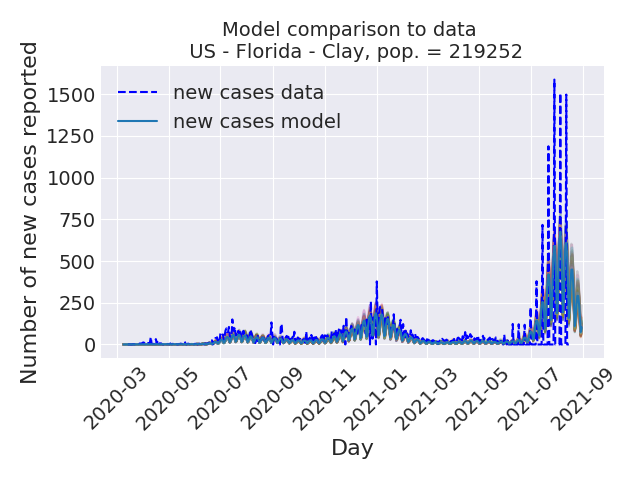 Model comparison to data
US - Florida - Clay, pop. = 219252
Number of new cases reported
new cases data
new cases model
1500
1250
1000
750
500
250
0
2020-03
2020-05
2020-07
2020-09
2020-11
2021-01
2021-03
2021-05
2021-07
2021-09
Day